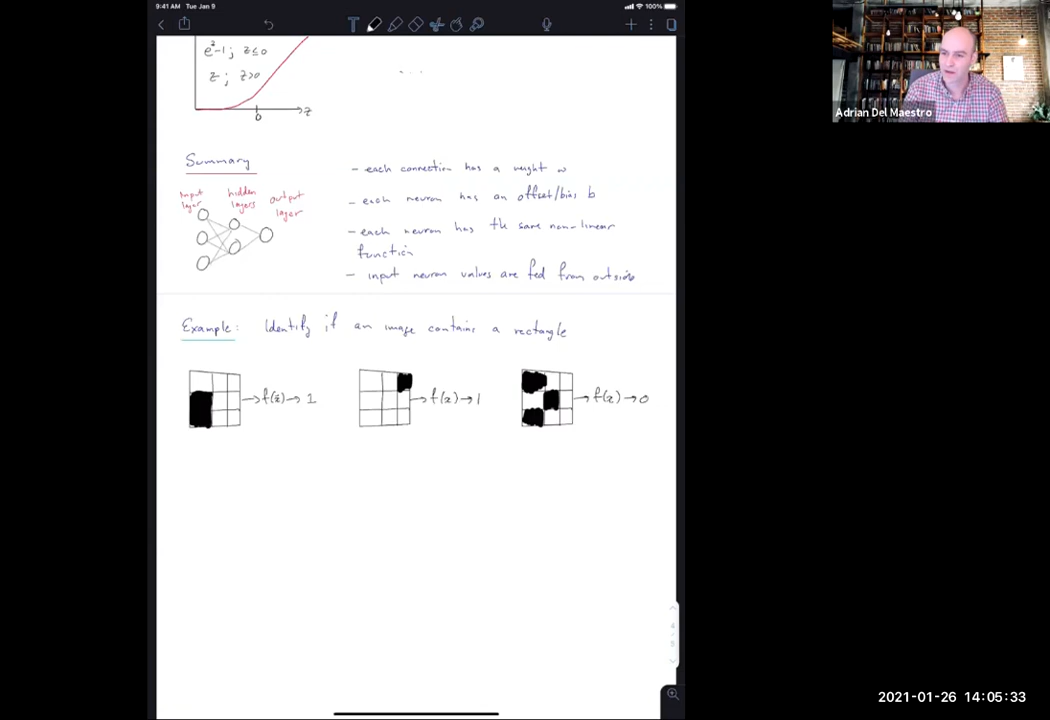 9:41 AM Tue Jan 9
100%
T
e^z-1; z≤0
z; z>0
b
z
Summary
input layer
hidden layers
output layer
- each connection has a weight w
- each neuron has an offset/bias b
- each neuron has the same non-linear
function
- input neuron values are fed from outside
Example: Identify if an image contains a rectangle
→f(x)→1
→f(x)→1
→f(x)→0
Adrian Del Maestro
2021-01-26 14:05:33